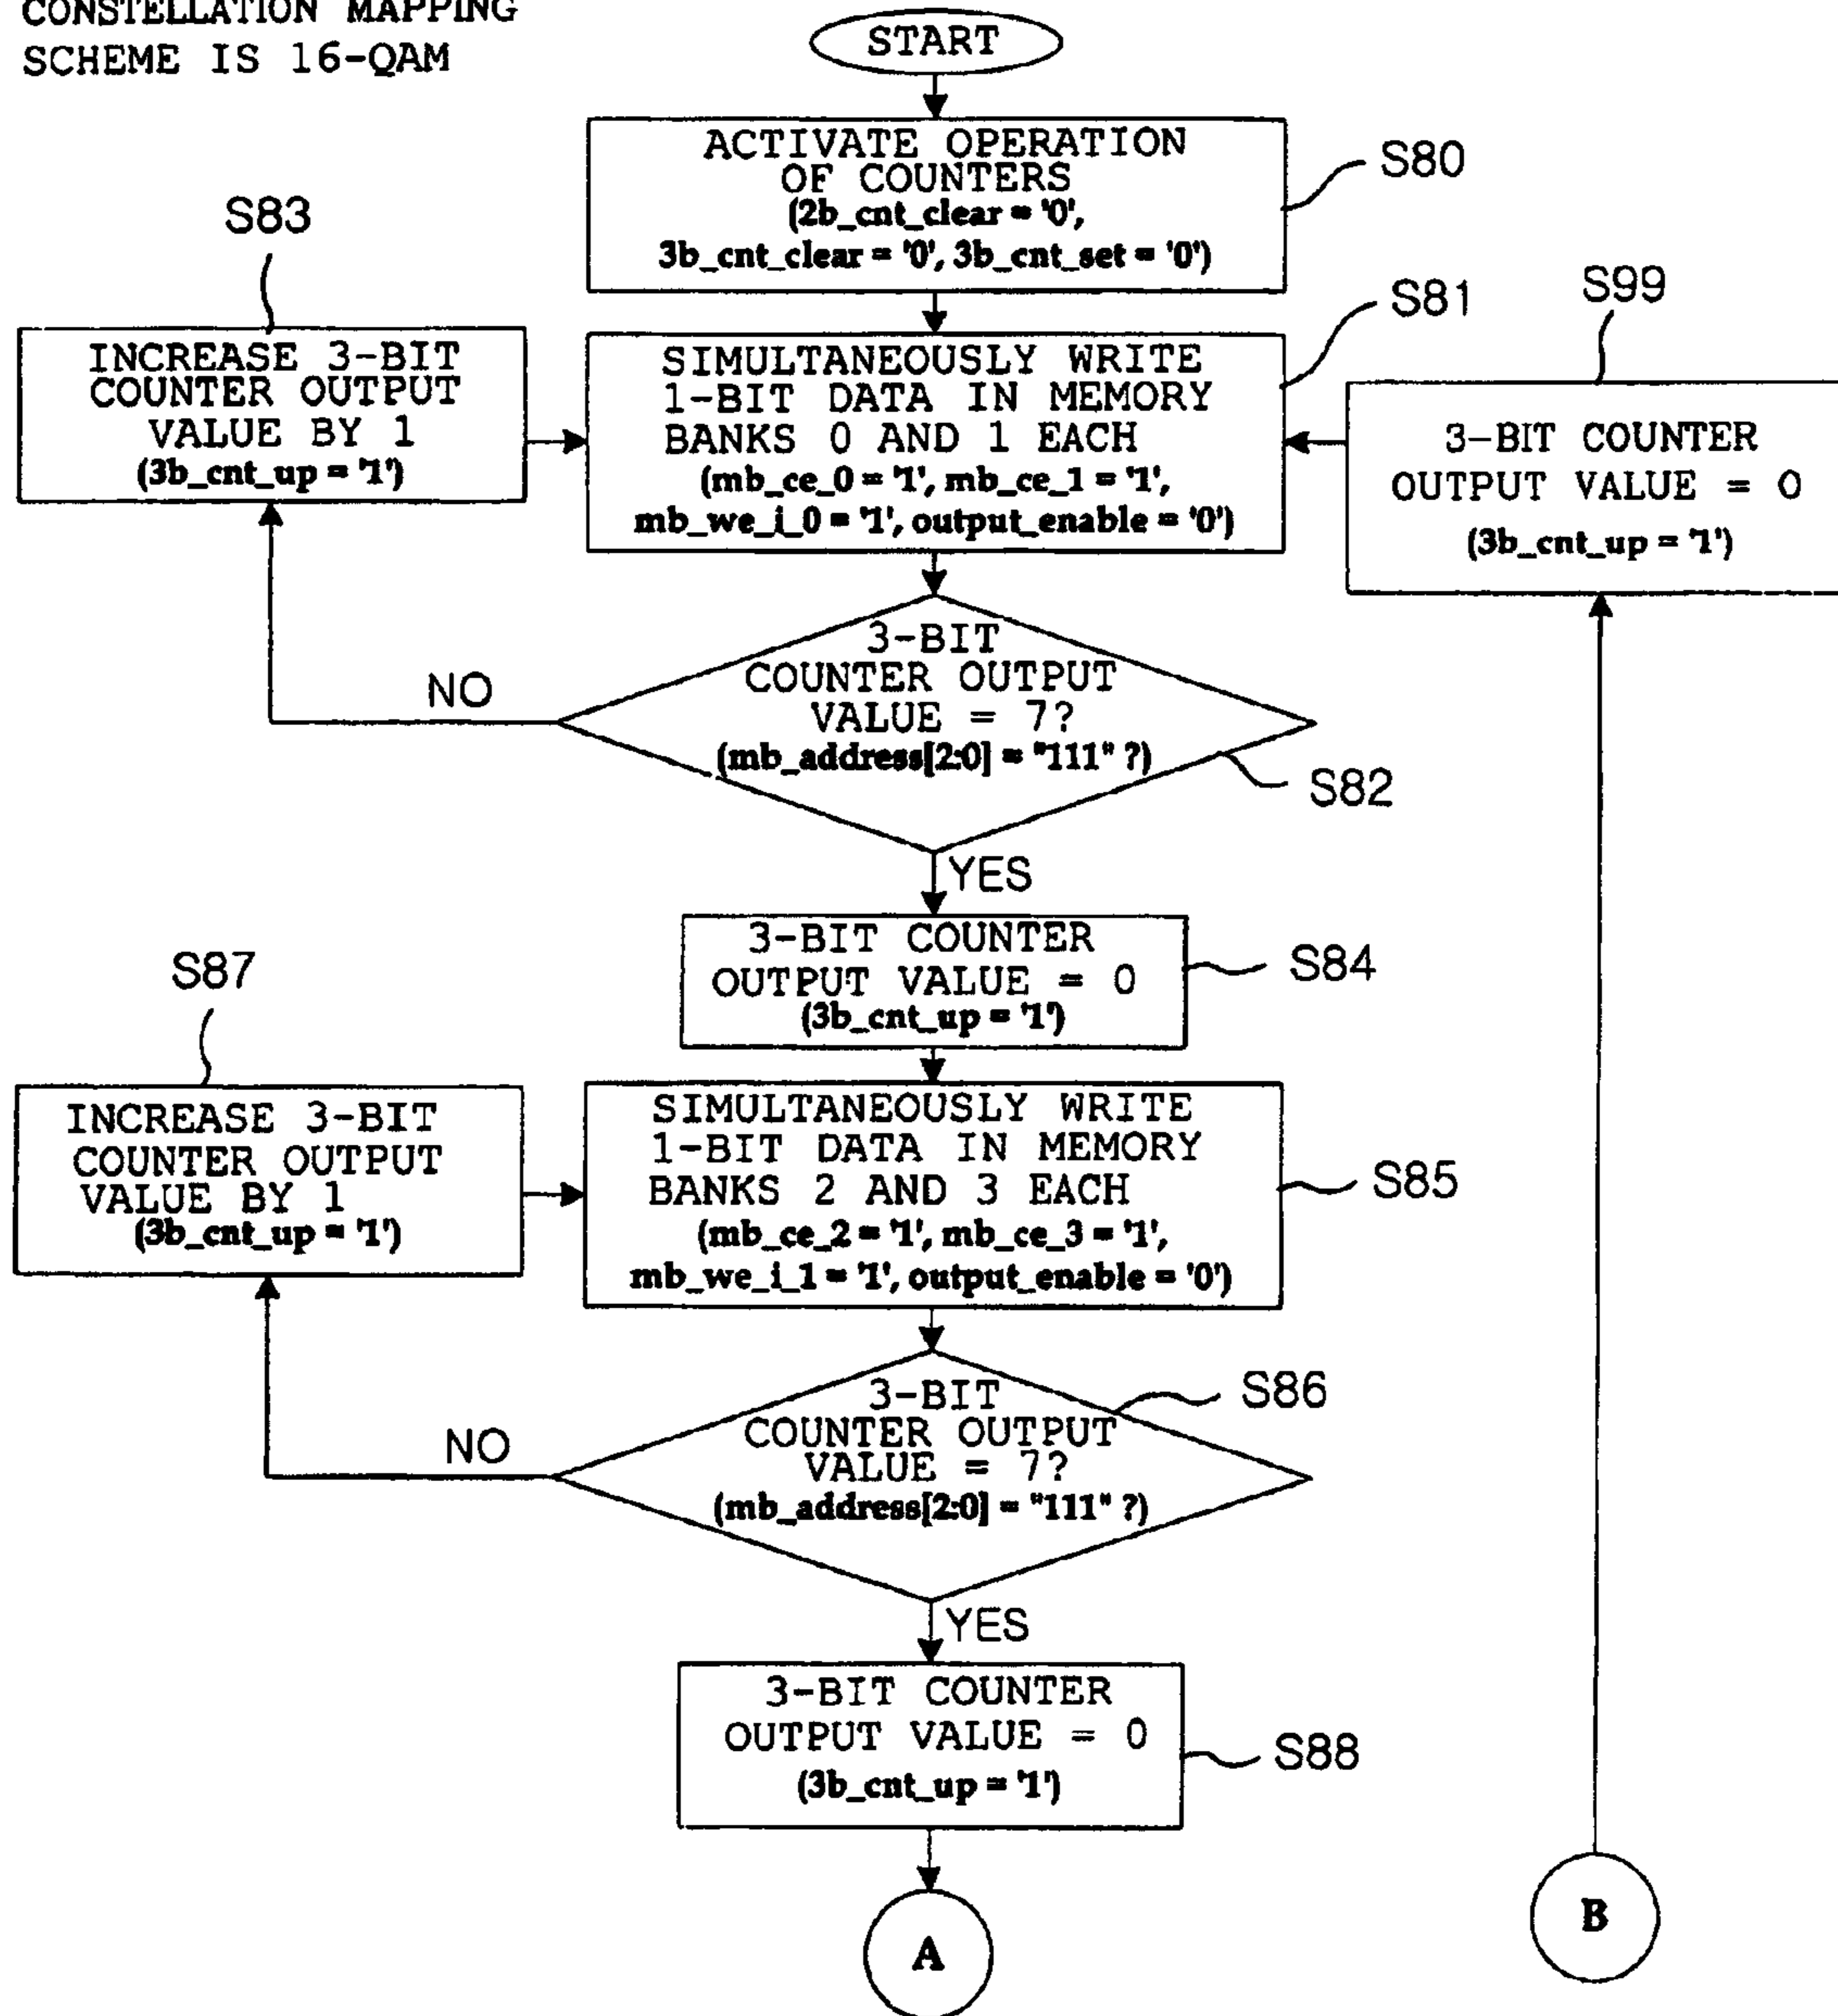 CONSTELLATION MAPPING
SCHEME IS 16-QAM
START
ACTIVATE OPERATION
OF COUNTERS
(2b_cnt_clear = '0',
3b_cnt_clear = '0', 3b_cnt_set = '0')
S80
S83
INCREASE 3-BIT
COUNTER OUTPUT
VALUE BY 1
(3b_cnt_up = '1')
SIMULTANEOUSLY WRITE
1-BIT DATA IN MEMORY
BANKS 0 AND 1 EACH
(mb_ce_0 = '1', mb_ce_1 = '1',
mb_we_i_0 = '1', output_enable = '0')
S81
S99
3-BIT COUNTER
OUTPUT VALUE = 0
(3b_cnt_up = '1')
3-BIT
COUNTER OUTPUT
VALUE = 7?
(mb_address[2:0] = "111" ?)
NO
S82
YES
3-BIT COUNTER
OUTPUT VALUE = 0
(3b_cnt_up = '1')
S84
S87
INCREASE 3-BIT
COUNTER OUTPUT
VALUE BY 1
(3b_cnt_up = '1')
SIMULTANEOUSLY WRITE
1-BIT DATA IN MEMORY
BANKS 2 AND 3 EACH
(mb_ce_2 = '1', mb_ce_3 = '1',
mb_we_i_1 = '1', output_enable = '0')
S85
3-BIT
COUNTER OUTPUT
VALUE = 7?
(mb_address[2:0] = "111" ?)
S86
NO
YES
3-BIT COUNTER
OUTPUT VALUE = 0
(3b_cnt_up = '1')
S88
A
B